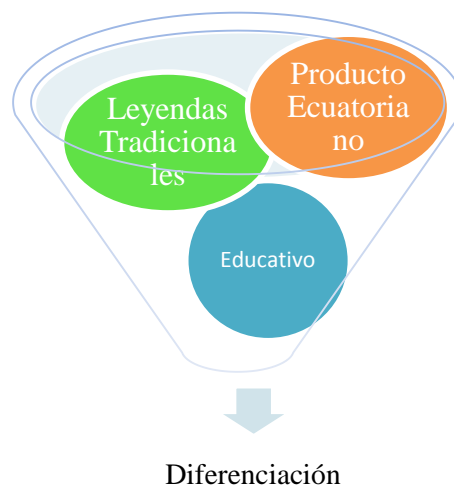 Leyendas
Tradiciona
les
Producto
Ecuatoria
no
Educativo
Diferenciación